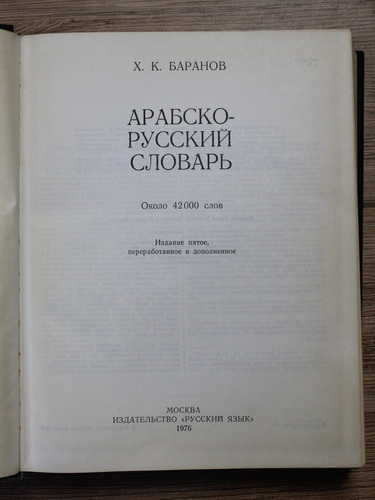 Х. К. БАРАНОВ
АРАБСКО-
РУССКИЙ
СЛОВАРЬ
Около 42 000 слов
Издание пятое,
переработанное и дополненное
МОСКВА
ИЗДАТЕЛЬСТВО «РУССКИЙ ЯЗЫК»
1976